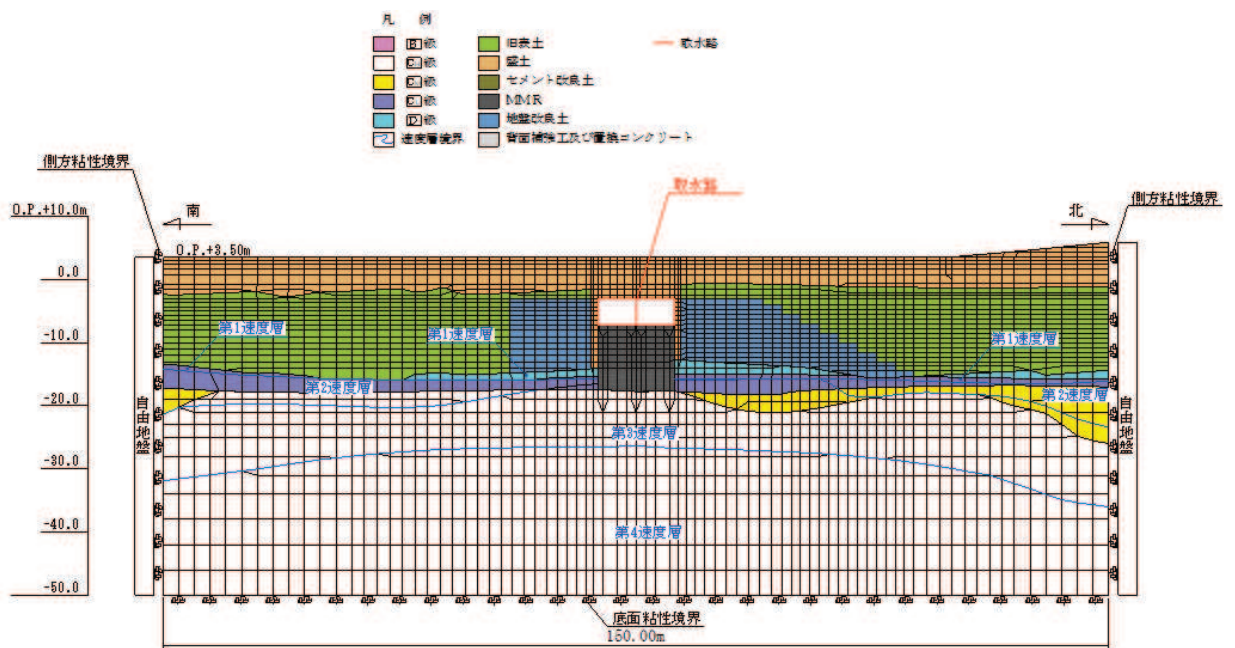 凡 例
級 旧表土 取水路
級 盛土
級 セメント改良土
級 MMR
級 地盤改良土
速度層境界 背面補強工及び置換コンクリート
側方粘性境界
取水路
側方粘性境界
O.P.+10.0m
南
北
O.P.+3.50m
0.0
-10.0
第1速度層
第1速度層
第1速度層
第2速度層
第2速度層
-20.0
自由地盤
自由地盤
第3速度層
-30.0
-40.0
第4速度層
-50.0
底面粘性境界
150.00m